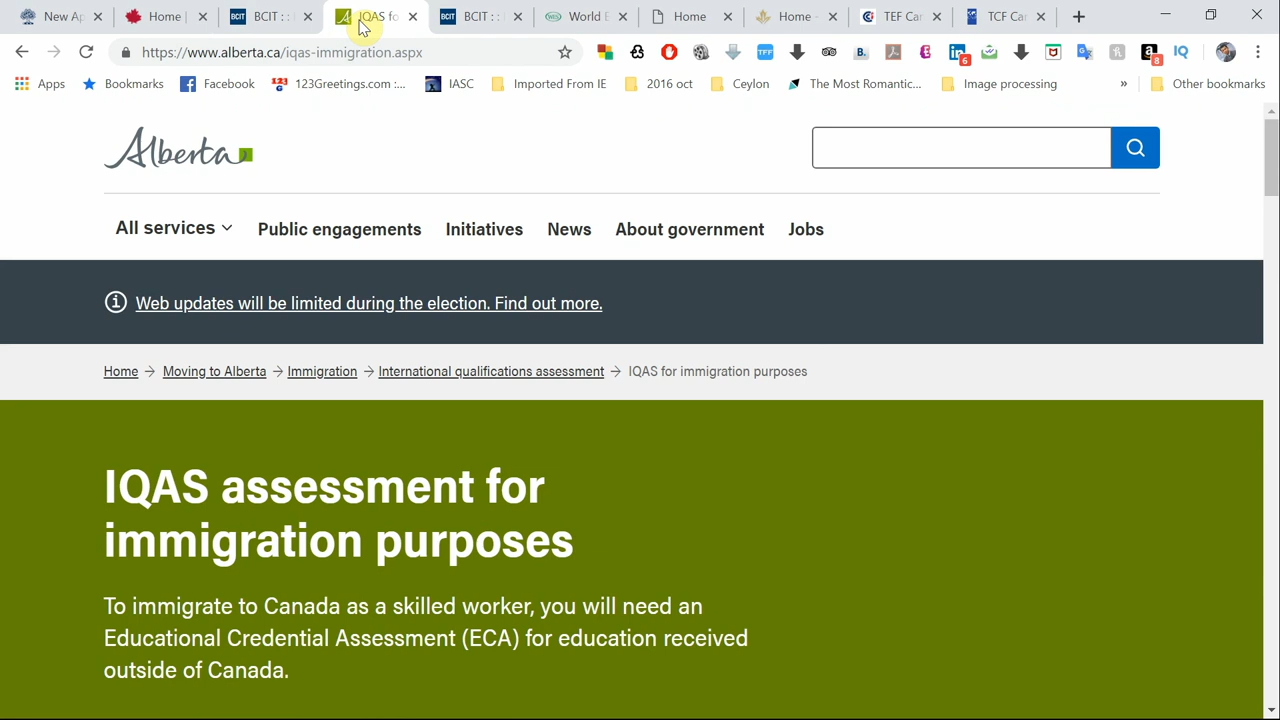 New Ap
Home |
BCIT : :
IQAS fo
BCIT : :
World E
Home
Home -
TEF Car
TCF Car
https://www.alberta.ca/iqas-immigration.aspx
6
8
Apps
Bookmarks
Facebook
123Greetings.com :...
IASC
Imported From IE
2016 oct
Ceylon
The Most Romantic...
Image processing
»
Other bookmarks
Alberta
All services
Public engagements
Initiatives
News
About government
Jobs
Web updates will be limited during the election. Find out more.
Home → Moving to Alberta → Immigration → International qualifications assessment → IQAS for immigration purposes
IQAS assessment for
immigration purposes
To immigrate to Canada as a skilled worker, you will need an
Educational Credential Assessment (ECA) for education received
outside of Canada.